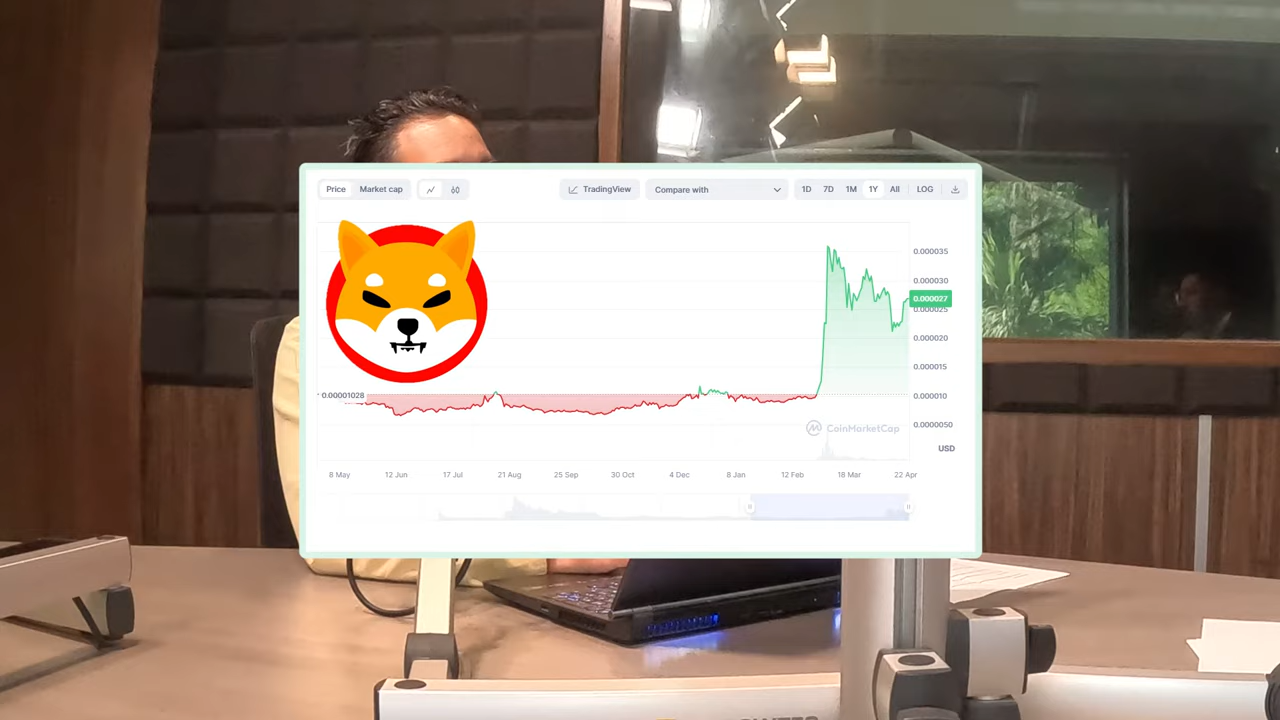 Price Market cap TradingView Compare with 1D 7D 1M 1Y All LOG
0.000035
0.000030
0.000027
0.000025
0.000020
0.000015
0.00001028
0.000010
0.0000050
CoinMarketCap
USD
8 May 12 Jun 17 Jul 21 Aug 25 Sep 30 Oct 4 Dec 8 Jan 12 Feb 18 Mar 22 Apr